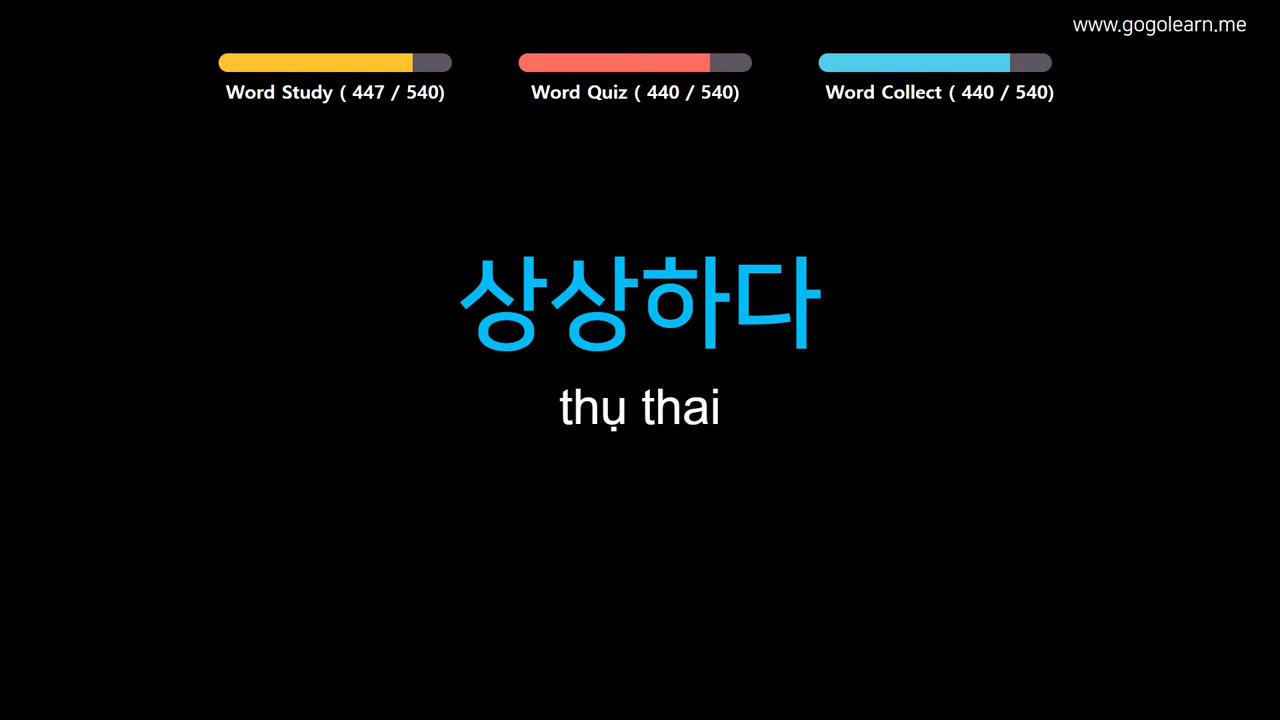 www.gogolearn.me
Word Study ( 447 / 540)
Word Quiz ( 440 / 540)
Word Collect ( 440 / 540)
상상하다
thụ thai